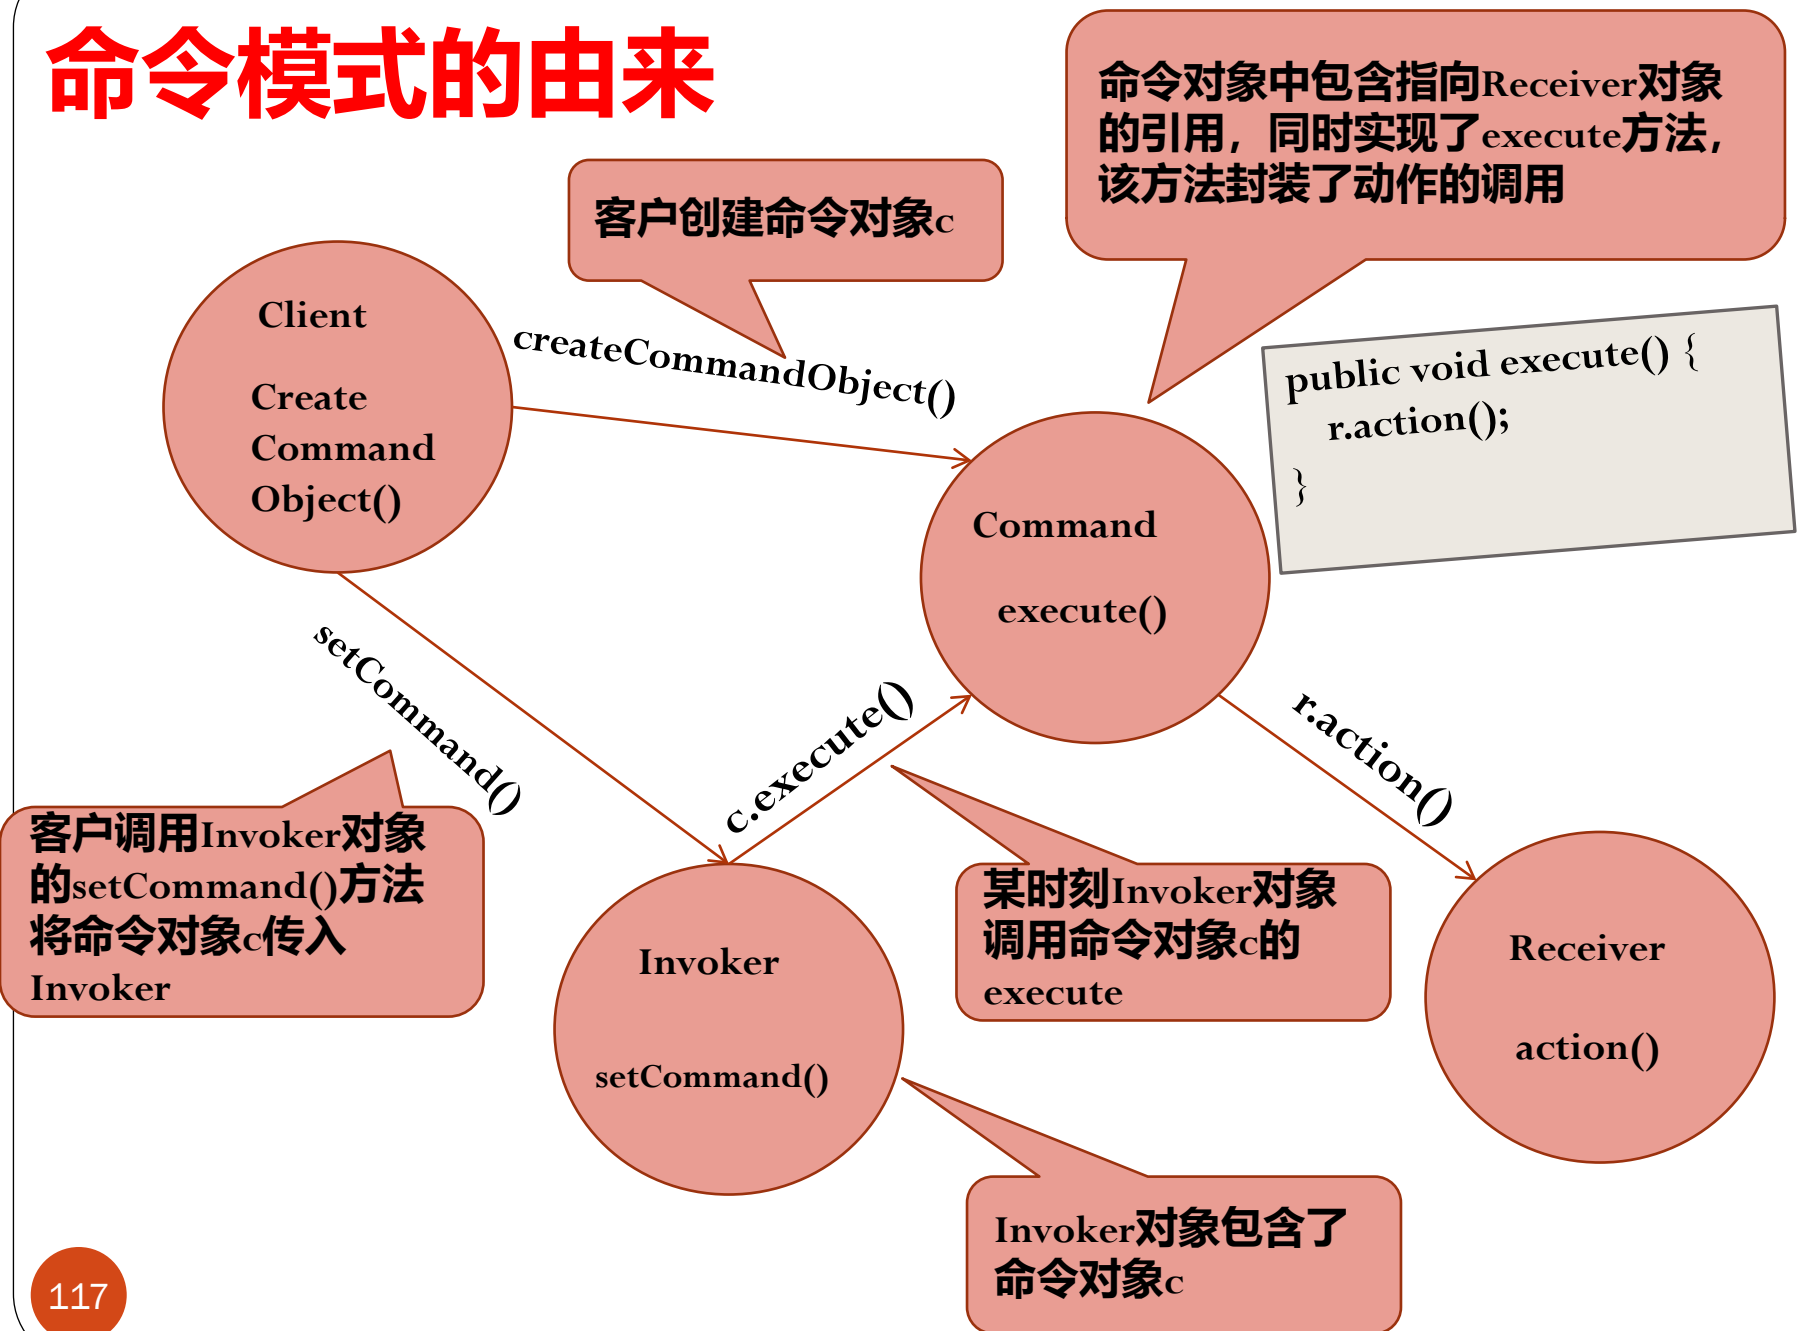 命令模式的由来
命令对象中包含指向Receiver对象
的引用，同时实现了execute方法，
该方法封装了动作的调用
客户创建命令对象c
Client
Create
Command
Object()
createCommandObject()
public void execute() {
r.action();
}
Command
execute()
setCommand()
c.execute()
r.action()
客户调用Invoker对象
的setCommand()方法
将命令对象c传入
Invoker
某时刻Invoker对象
调用命令对象c的
execute
Invoker
setCommand()
Receiver
action()
Invoker对象包含了
命令对象c
117